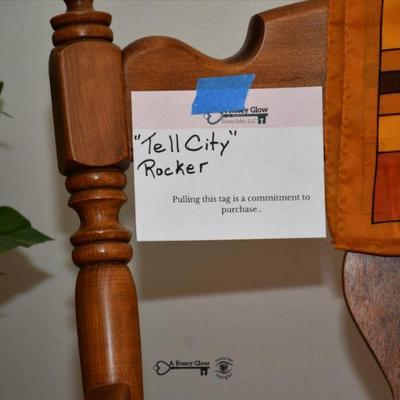 A Rosey Glow
Estate Sales, LLC
"Tell City"
Rocker
Pulling this tag is a commitment to
purchase..
A Rosey Glow